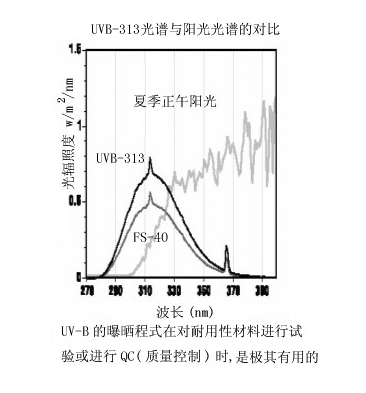 UVB-313光谱与阳光光谱的对比
光辐照度 w/m²/nm
1.5
1
0.5
0
夏季正午阳光
UVB-313
FS-40
270 290 310 330 350 370 390
波长 (nm)
UV-B 的曝晒程式在对耐用性材料进行试
验或进行 QC( 质量控制 ) 时, 是极其有用的